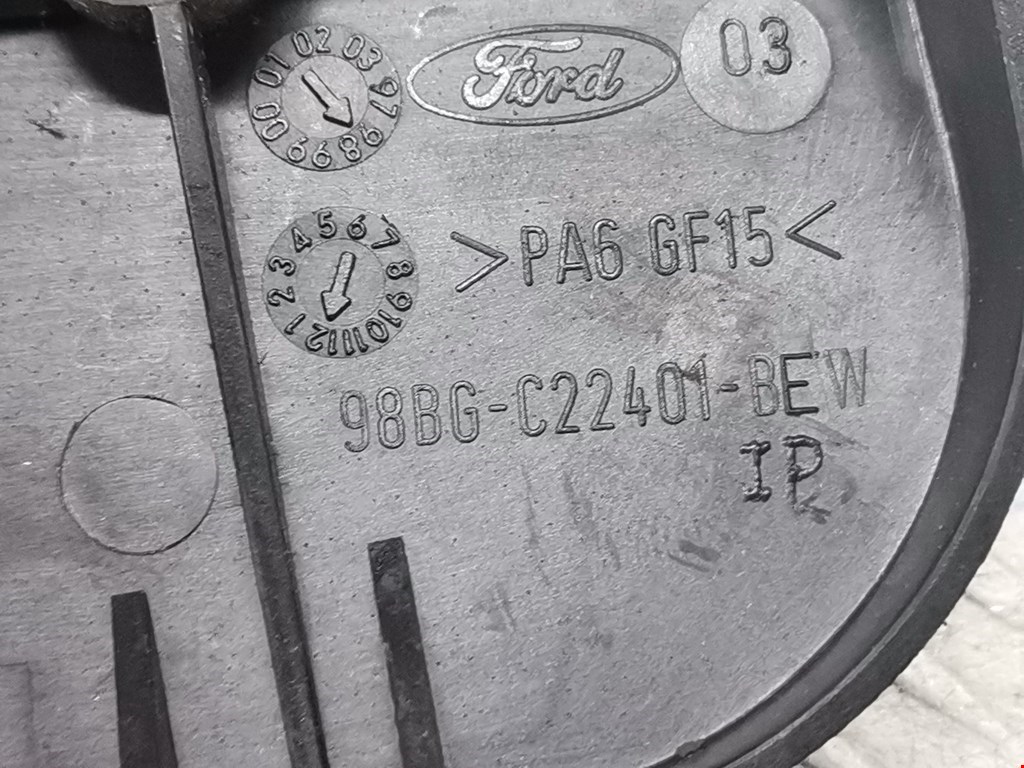 00 01 02 03 97 98 99
Ford
03
1 2 3 4 5 6 7 8 9 10 11 12
>PA6 GF15<
98BG-C22401-BEW
IP